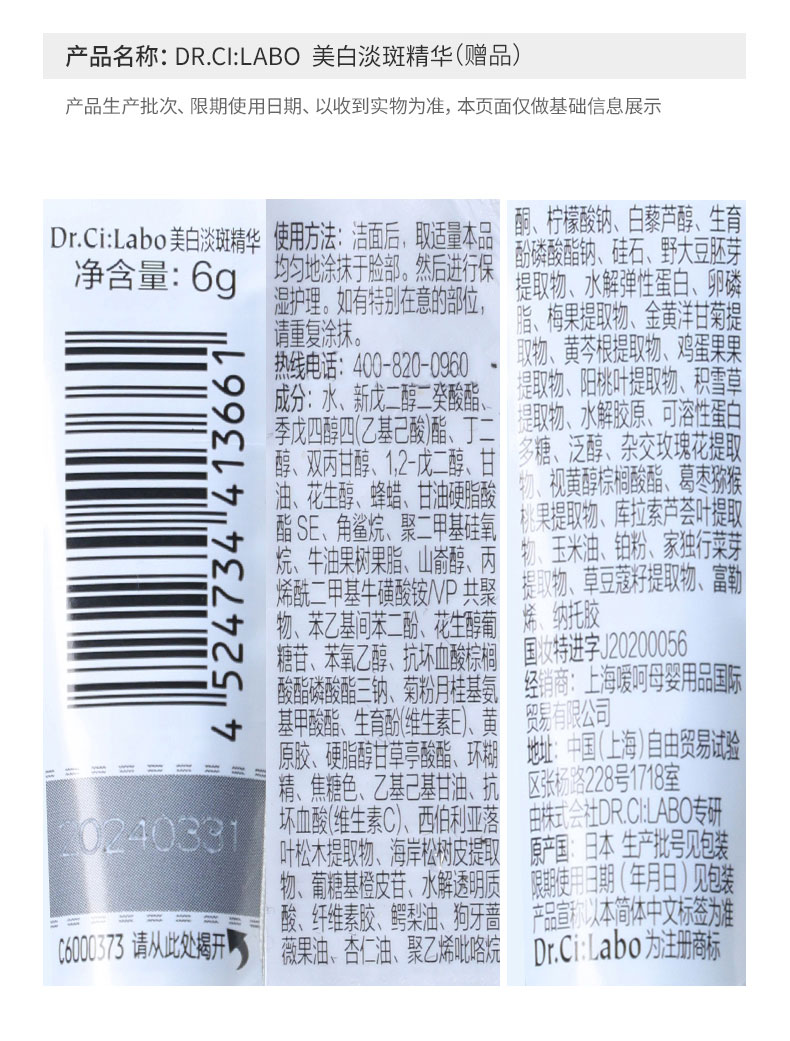 产品名称：DR.CI:LABO 美白淡斑精华（赠品）
产品生产批次、限期使用日期、以收到实物为准，本页面仅做基础信息展示
Dr.Ci:Labo美白淡斑精华
净含量：6g
4 524734 413661
20240331
C6000373 请从此处揭开
使用方法：洁面后，取适量本品
均匀地涂抹于脸部。然后进行保
湿护理。如有特别在意的部位，
请重复涂抹。
热线电话：400-820-0960
成分：水、新戊二醇二癸酸酯、
季戊四醇四(乙基己酸)酯、丁二
醇、双丙甘醇、1,2-戊二醇、甘
油、花生醇、蜂蜡、甘油硬脂酸
酯 SE、角鲨烷、聚二甲基硅氧
烷、牛油果树果脂、山嵛醇、丙
烯酰二甲基牛磺酸铵/VP 共聚
物、苯乙基间苯二酚、花生醇葡
糖苷、苯氧乙醇、抗坏血酸棕榈
酸酯磷酸酯三钠、菊粉月桂基氨
基甲酸酯、生育酚(维生素E)、黄
原胶、硬脂醇甘草亭酸酯、环糊
精、焦糖色、乙基己基甘油、抗
坏血酸(维生素C)、西伯利亚落
叶松木提取物、海岸松树皮提取
物、葡糖基橙皮苷、水解透明质
酸、纤维素胶、鳄梨油、狗牙蔷
薇果油、杏仁油、聚乙烯吡咯烷
酮、柠檬酸钠、白藜芦醇、生育
酚磷酸酯钠、硅石、野大豆胚芽
提取物、水解弹性蛋白、卵磷
脂、梅果提取物、金黄洋甘菊提
取物、黄芩根提取物、鸡蛋果果
提取物、阳桃叶提取物、积雪草
提取物、水解胶原、可溶性蛋白
多糖、泛醇、杂交玫瑰花提取
物、视黄醇棕榈酸酯、葛枣猕猴
桃果提取物、库拉索芦荟叶提取
物、玉米油、铂粉、家独行菜芽
提取物、草豆蔻籽提取物、富勒
烯、纳托胶
国妆特进字J20200056
经销商：上海嗳呵母婴用品国际
贸易有限公司
地址：中国(上海)自由贸易试验
区张杨路228号1718室
由株式会社DR.CI:LABO专研
原产国：日本 生产批号见包装
限期使用日期（年月日）见包装
产品宣称以本简体中文标签为准
Dr.Ci:Labo为注册商标